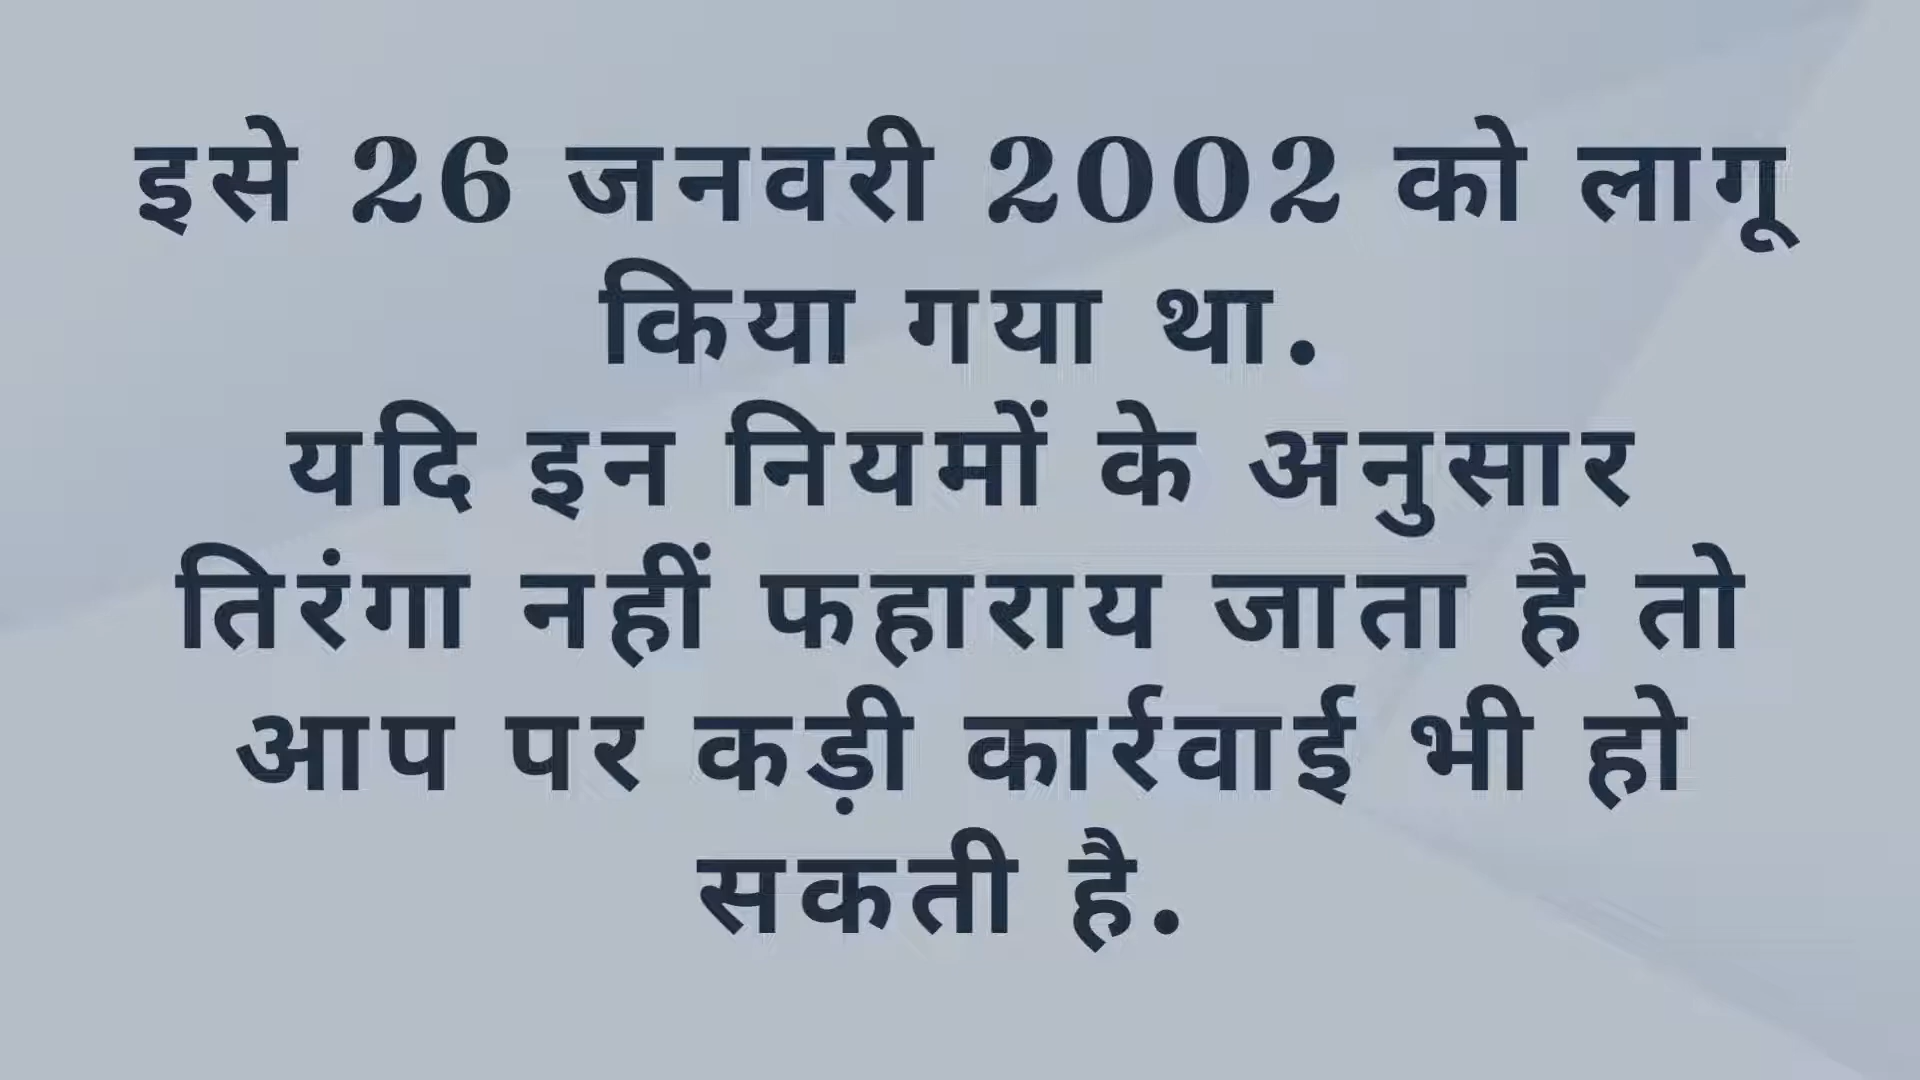 इसे 26 जनवरी 2002 को लागू
किया गया था.
यदि इन नियमों के अनुसार
तिरंगा नहीं फहाराय जाता है तो
आप पर कड़ी कार्रवाई भी हो
सकती है.